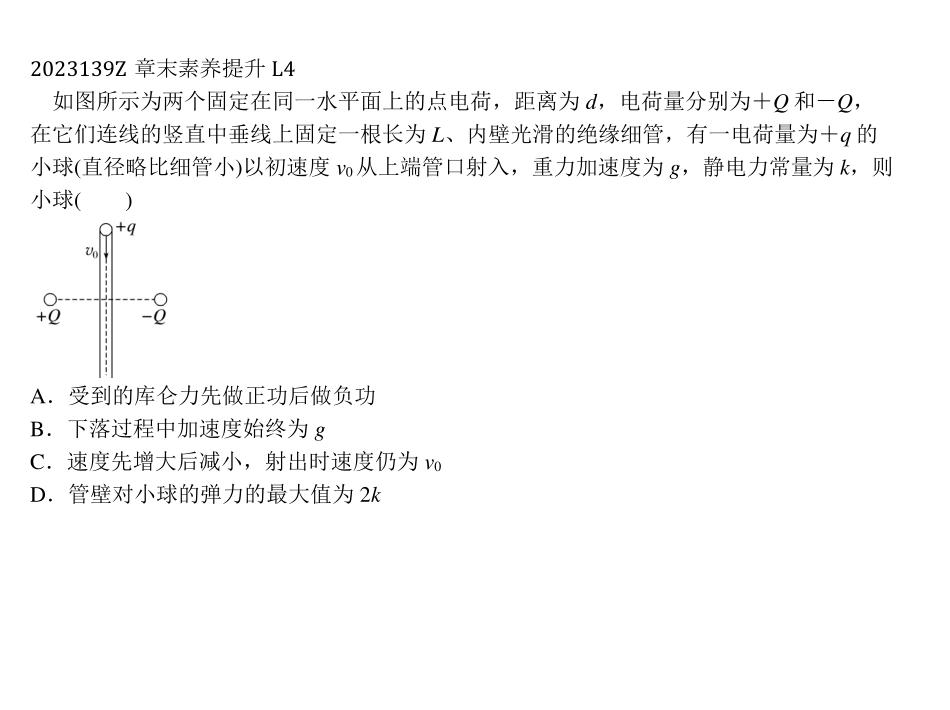 2023139Z 章末素养提升 L4
如图所示为两个固定在同一水平面上的点电荷，距离为 d，电荷量分别为＋Q 和－Q，
在它们连线的竖直中垂线上固定一根长为 L、内壁光滑的绝缘细管，有一电荷量为＋q 的
小球(直径略比细管小)以初速度 v₀从上端管口射入，重力加速度为 g，静电力常量为 k，则
小球(　　)
+q
v₀
+Q
−Q
A．受到的库仑力先做正功后做负功
B．下落过程中加速度始终为 g
C．速度先增大后减小，射出时速度仍为 v₀
D．管壁对小球的弹力的最大值为 2k